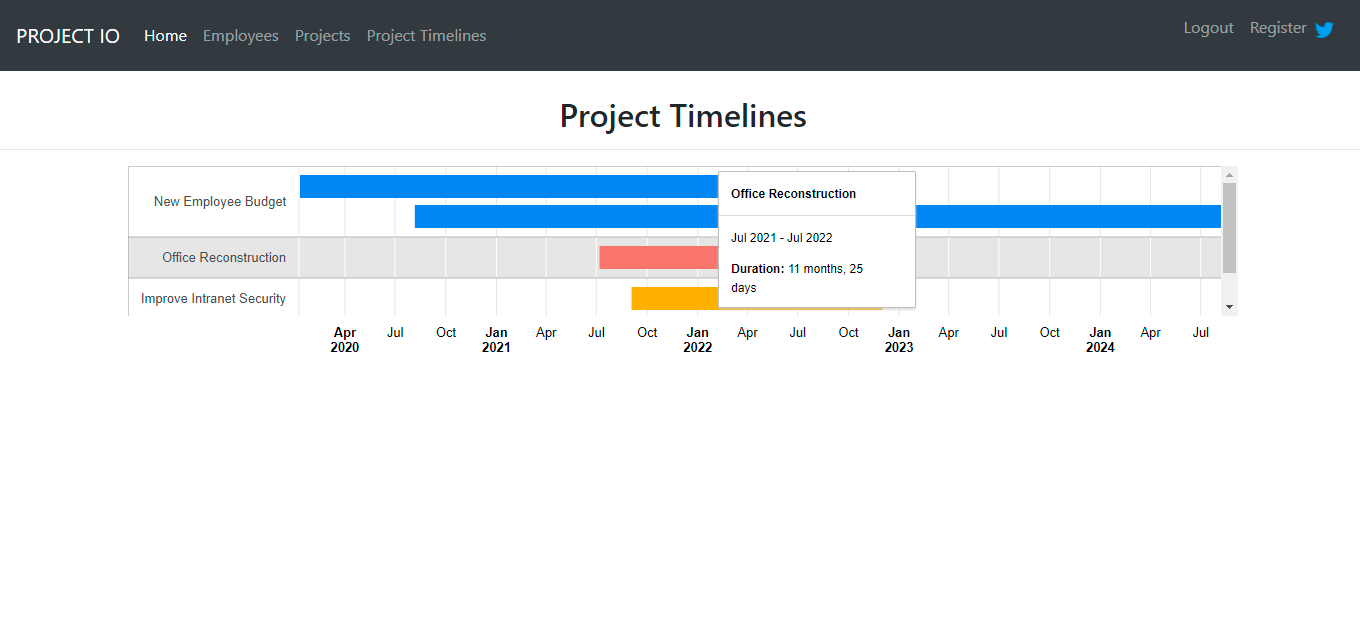 PROJECT IO Home Employees Projects Project Timelines Logout Register
Project Timelines
New Employee Budget
Office Reconstruction
Improve Intranet Security
Office Reconstruction
Jul 2021 - Jul 2022
Duration: 11 months, 25
days
Apr Jul Oct Jan Apr Jul Oct Jan Apr Jul Oct Jan Apr Jul Oct Jan Apr Jul
2020 2021 2022 2023 2024